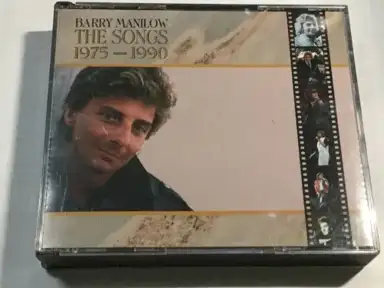 BARRY MANILOW
THE SONGS
1975 — 1990